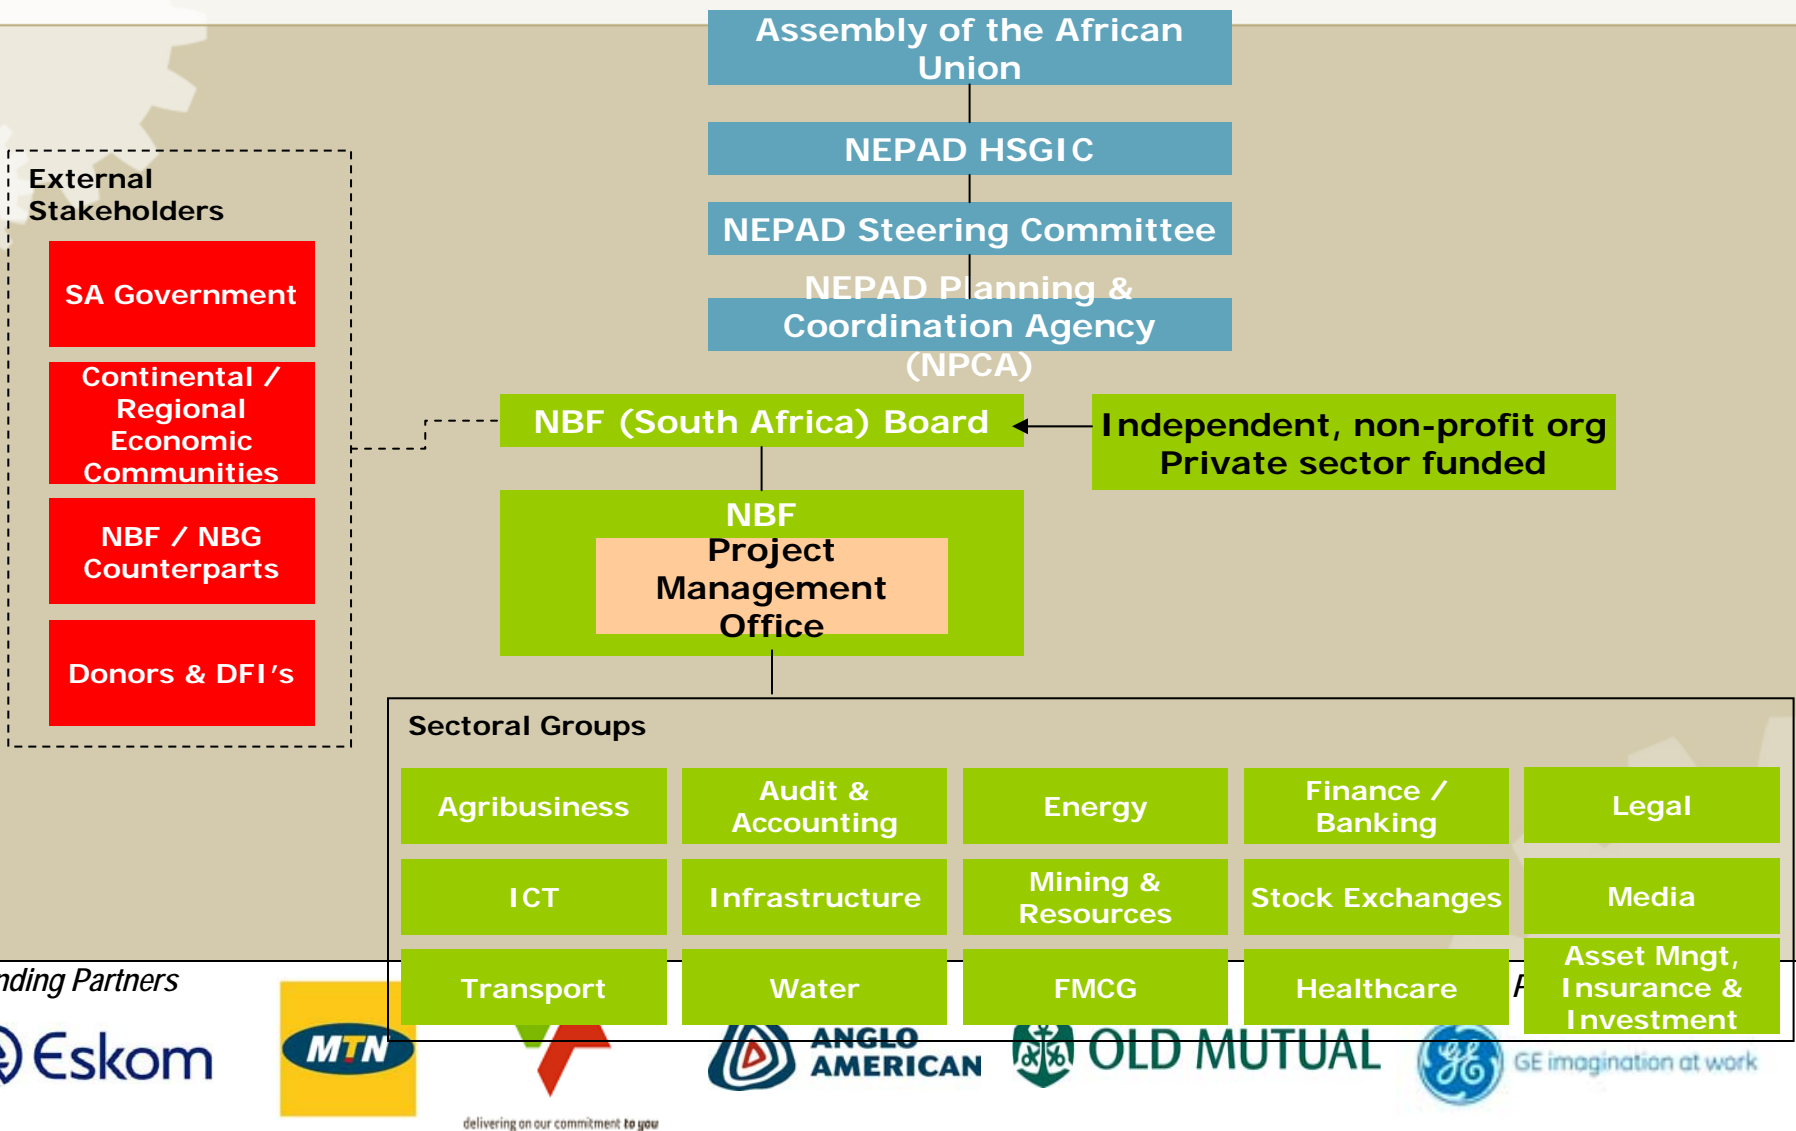 Assembly of the African
Union
NEPAD HSGIC
NEPAD Steering Committee
NEPAD Planning &
Coordination Agency
(NPCA)
External
Stakeholders
SA Government
Continental /
Regional
Economic
Communities
NBF / NBG
Counterparts
Donors & DFI's
NBF (South Africa) Board
Independent, non-profit org
Private sector funded
NBF
Project
Management
Office
Sectoral Groups
Agribusiness
Audit &
Accounting
Energy
Finance /
Banking
Legal
ICT
Infrastructure
Mining &
Resources
Stock Exchanges
Media
Transport
Water
FMCG
Healthcare
Asset Mngt,
Insurance &
Investment
Partners
Eskom
MTN
delivering on our commitment to you
ANGLO
AMERICAN
OLD MUTUAL
GE imagination at work